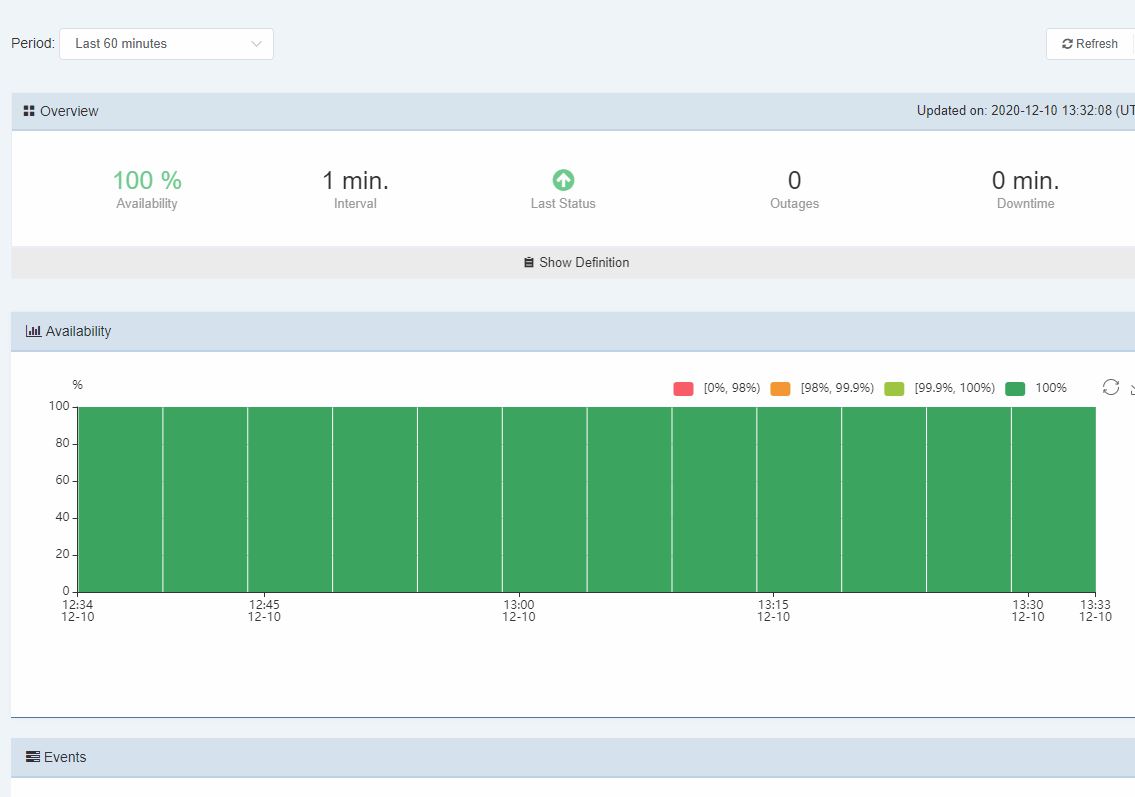 Period: Last 60 minutes Refresh
Overview Updated on: 2020-12-10 13:32:08 (UT
100 % 1 min. 0 0 min.
Availability Interval Last Status Outages Downtime
Show Definition
Availability
% [0%, 98%) [98%, 99.9%) [99.9%, 100%) 100%
100
80
60
40
20
0
12:34 12:45 13:00 13:15 13:30 13:33
12-10 12-10 12-10 12-10 12-10 12-10
Events